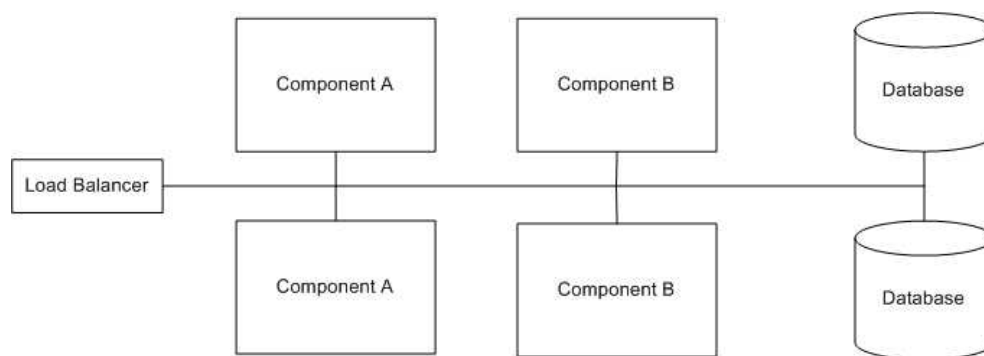 Component A
Component B
Database
Load Balancer
Component A
Component B
Database